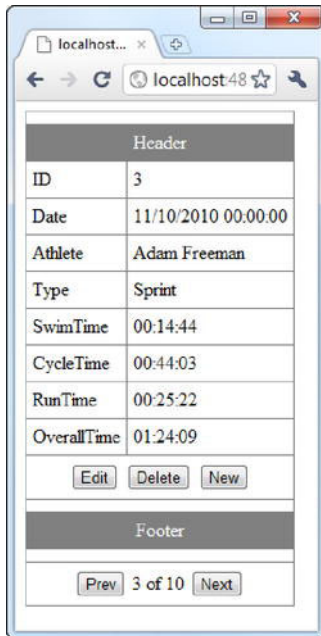 localhost...
localhost:48
Header
ID 3
Date 11/10/2010 00:00:00
Athlete Adam Freeman
Type Sprint
SwimTime 00:14:44
CycleTime 00:44:03
RunTime 00:25:22
OverallTime 01:24:09
Edit Delete New
Footer
Prev 3 of 10 Next